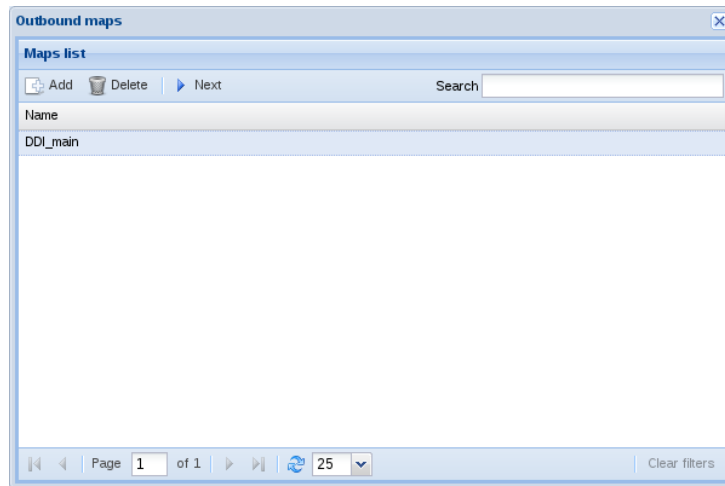 Outbound maps
Maps list
Add Delete Next Search
Name
DDI_main
Page 1 of 1 25 Clear filters